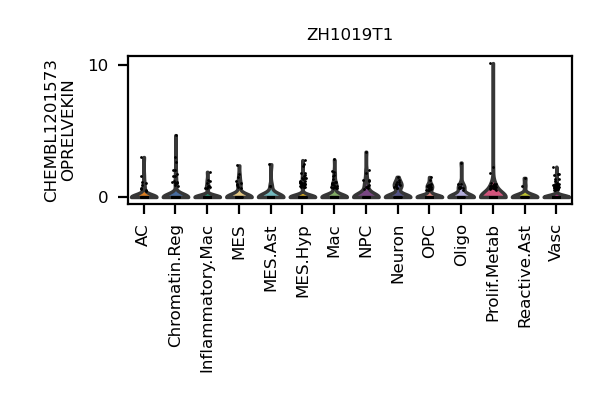 ZH1019T1
CHEMBL1201573
OPRELVEKIN
10
0
AC
Chromatin.Reg
Inflammatory.Mac
MES
MES.Ast
MES.Hyp
Mac
NPC
Neuron
OPC
Oligo
Prolif.Metab
Reactive.Ast
Vasc